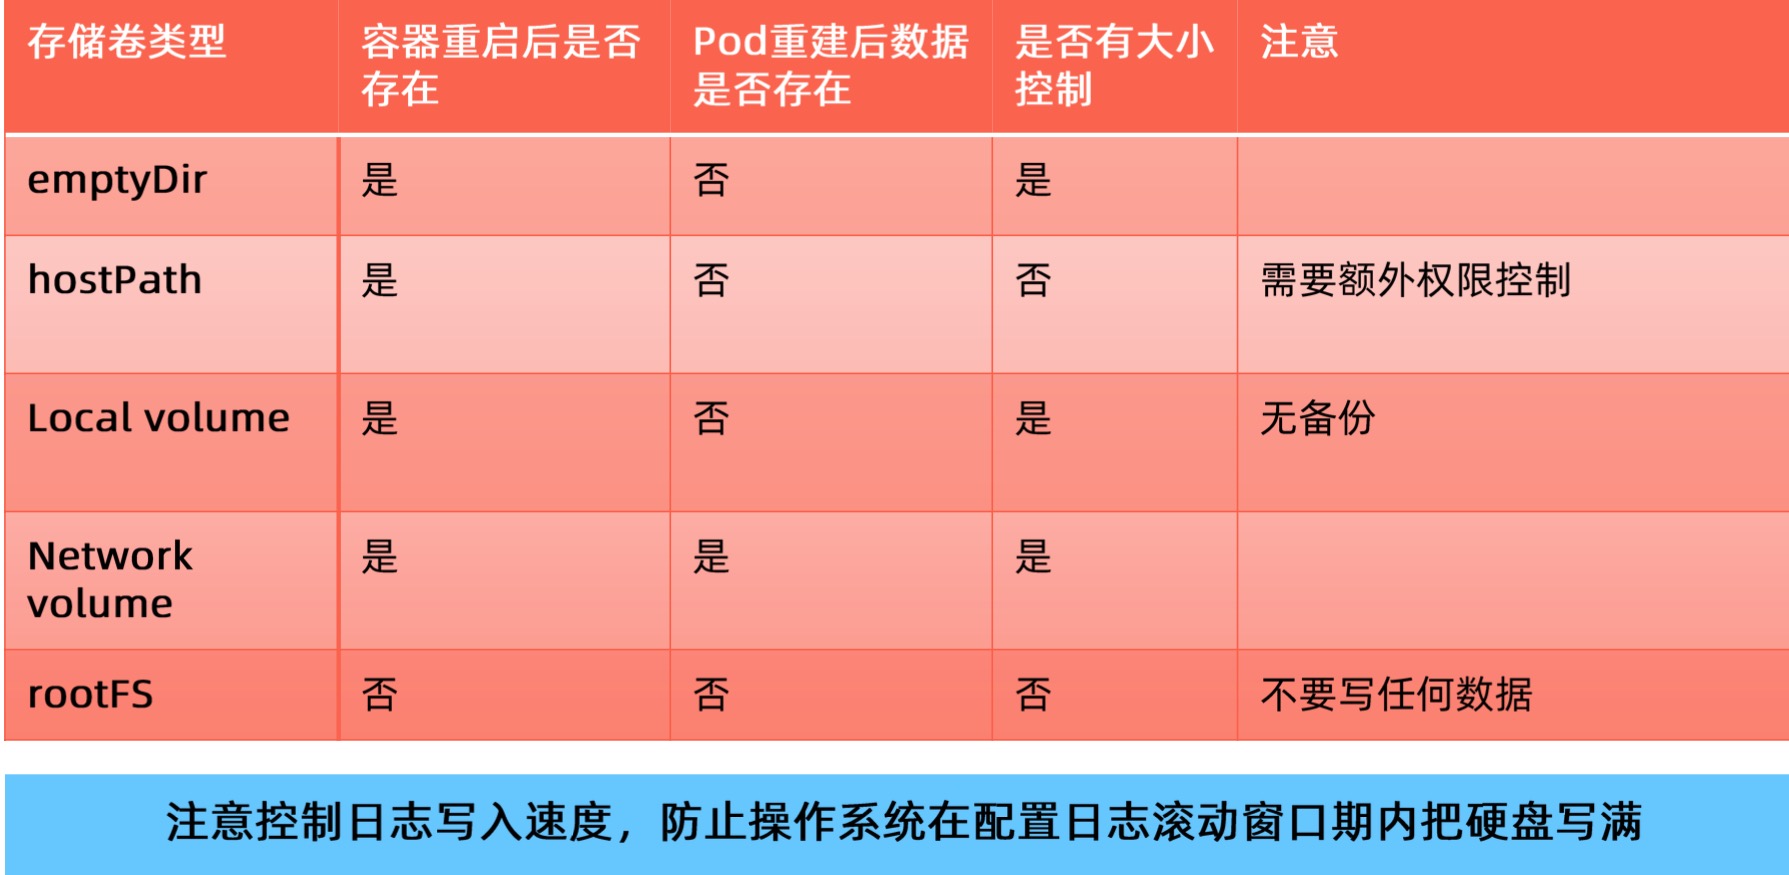 存储卷类型
容器重启后是否
存在
Pod重建后数据
是否存在
是否有大小
控制
注意
emptyDir
是
否
是
hostPath
是
否
否
需要额外权限控制
Local volume
是
否
是
无备份
Network
volume
是
是
是
rootFS
否
否
否
不要写任何数据
注意控制日志写入速度，防止操作系统在配置日志滚动窗口期内把硬盘写满